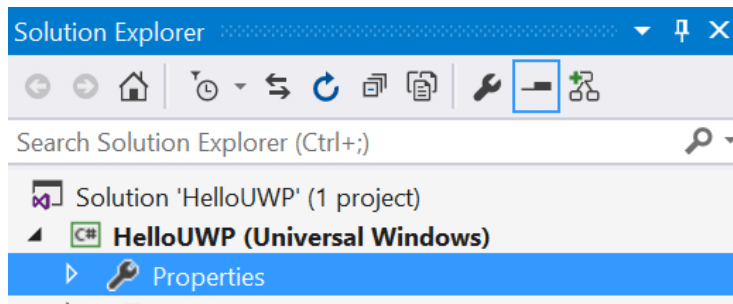 Solution Explorer
Search Solution Explorer (Ctrl+;)
Solution 'HelloUWP' (1 project)
C# HelloUWP (Universal Windows)
Properties